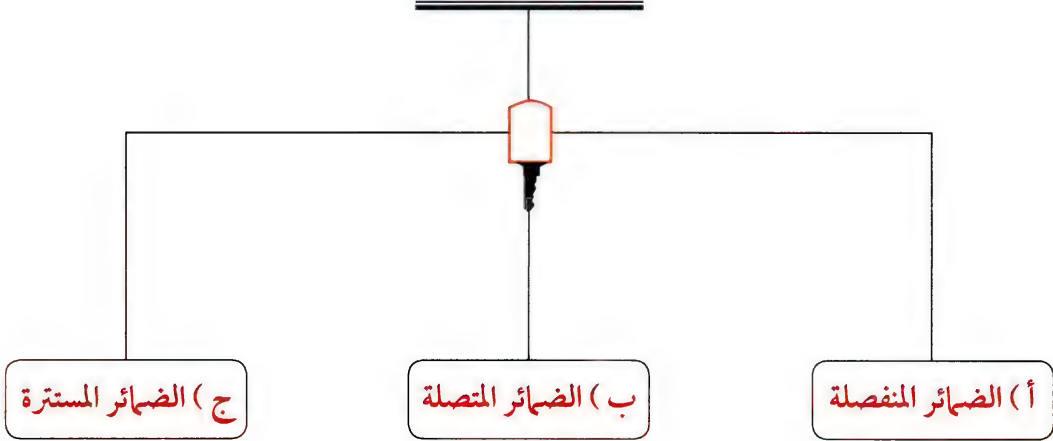 أ ) الضمائر المنفصلة
ب ) الضمائر المتصلة
ج ) الضمائر المستترة